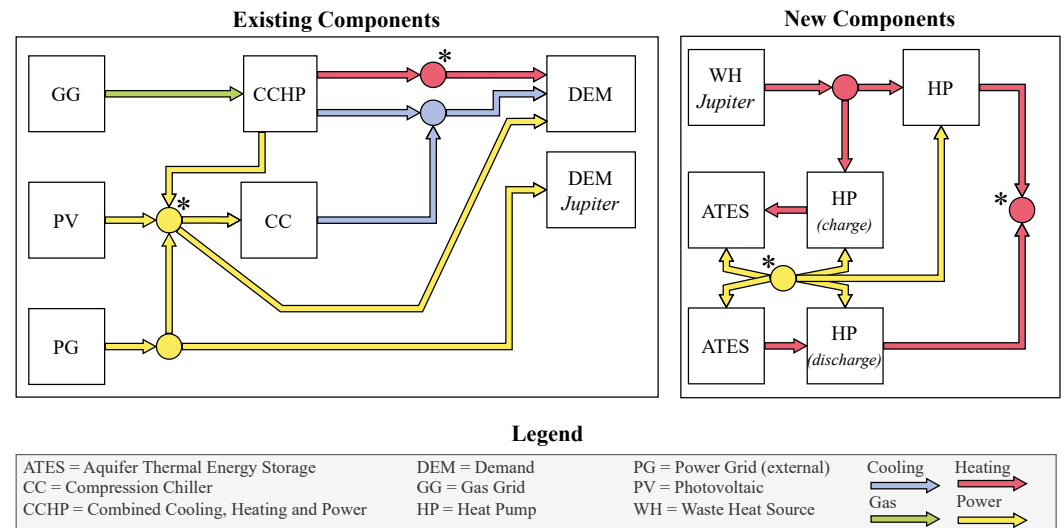 Existing Components
New Components
GG
CCHP
*
DEM
DEM
Jupiter
PV
*
CC
PG
WH
Jupiter
HP
ATES
HP
(charge)
*
*
ATES
HP
(discharge)
Legend
ATES = Aquifer Thermal Energy Storage
CC = Compression Chiller
CCHP = Combined Cooling, Heating and Power
DEM = Demand
GG = Gas Grid
HP = Heat Pump
PG = Power Grid (external)
PV = Photovoltaic
WH = Waste Heat Source
Cooling
Heating
Gas
Power